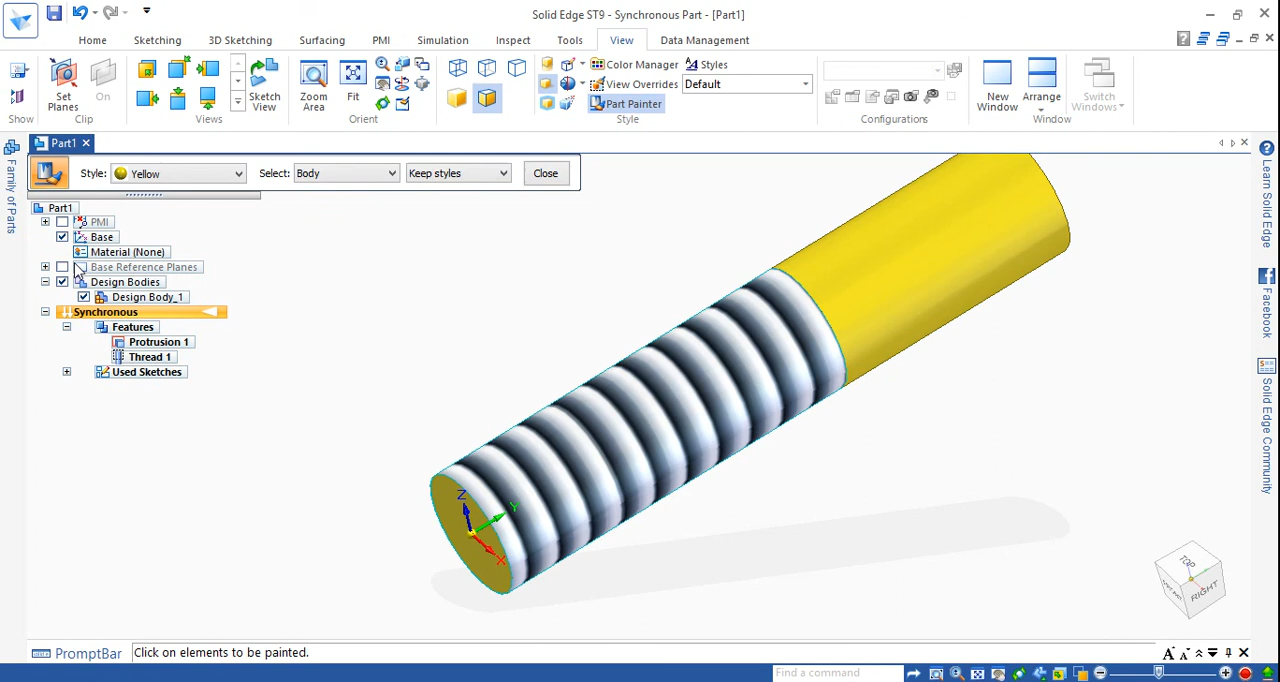 Solid Edge ST9 - Synchronous Part - [Part1]
Home Sketching 3D Sketching Surfacing PMI Simulation Inspect Tools View Data Management
Set Planes
On
Sketch View
Zoom Area
Fit
Color Manager
Styles
View Overrides
Default
Part Painter
New Window
Arrange
Switch Windows
Show Clip Views Orient Style Configurations Window
Part1
Style: Yellow Select: Body Keep styles Close
Part1
PMI
Base
Material (None)
Base Reference Planes
Design Bodies
Design Body_1
Synchronous
Features
Protrusion 1
Thread 1
Used Sketches
Family of Parts
Learn Solid Edge
Facebook
Solid Edge Community
Z
Y
X
TOP
RIGHT
PromptBar
Click on elements to be painted.
Find a command